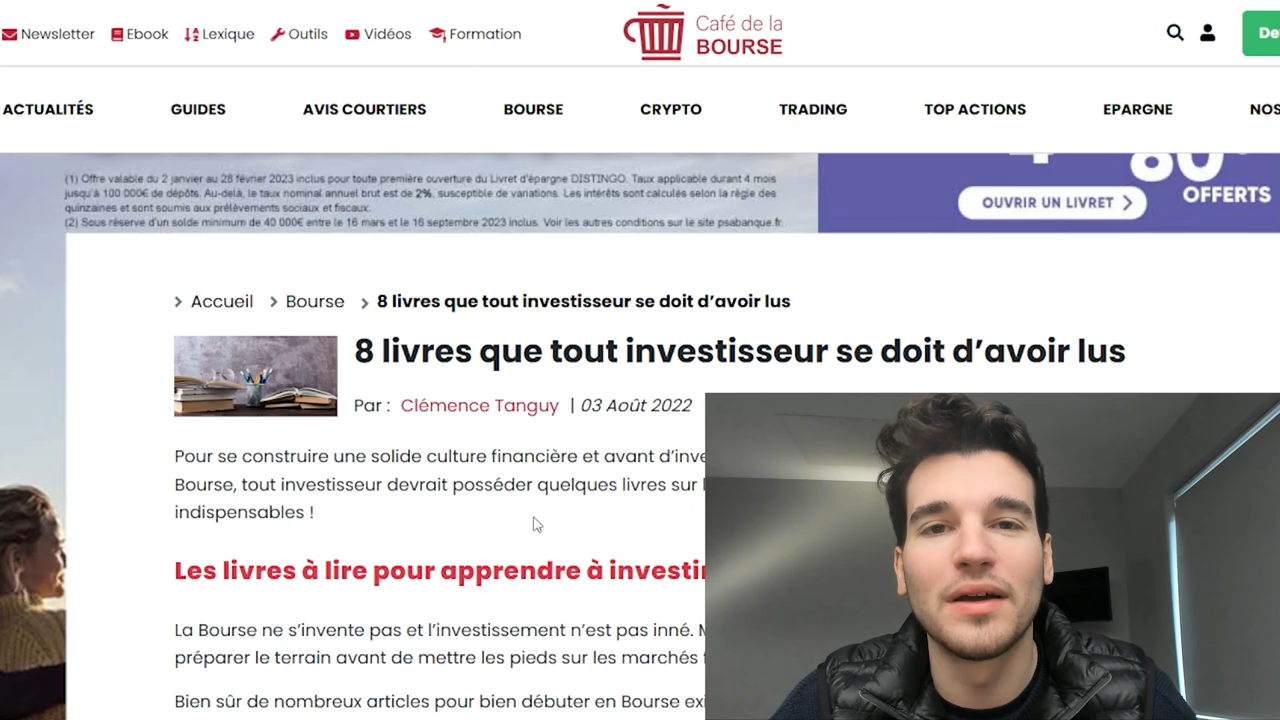 Newsletter Ebook Lexique Outils Vidéos Formation
Café de la
BOURSE
ACTUALITÉS GUIDES AVIS COURTIERS BOURSE CRYPTO TRADING TOP ACTIONS EPARGNE
(1) Offre valable du 2 janvier au 28 février 2023 inclus pour toute première ouverture du Livret d'épargne DISTINGO. Taux applicable durant 4 mois
jusqu'à 100 000€ de dépôts. Au-delà, le taux nominal annuel brut est de 2%, susceptible de variations. Les intérêts sont calculés selon la règle des
quinzaines et sont soumis aux prélèvements sociaux et fiscaux.
(2) Sous réserve d'un solde minimum de 40 000€ entre le 16 mars et le 16 septembre 2023 inclus. Voir les autres conditions sur le site psabanque.fr.
80
OFFERTS
OUVRIR UN LIVRET
Accueil Bourse 8 livres que tout investisseur se doit d’avoir lus
8 livres que tout investisseur se doit d’avoir lus
Par : Clémence Tanguy | 03 Août 2022
Pour se construire une solide culture financière et avant d’inve
Bourse, tout investisseur devrait posséder quelques livres sur
indispensables !
Les livres à lire pour apprendre à investir
La Bourse ne s’invente pas et l’investissement n’est pas inné.
préparer le terrain avant de mettre les pieds sur les marchés
Bien sûr de nombreux articles pour bien débuter en Bourse exi